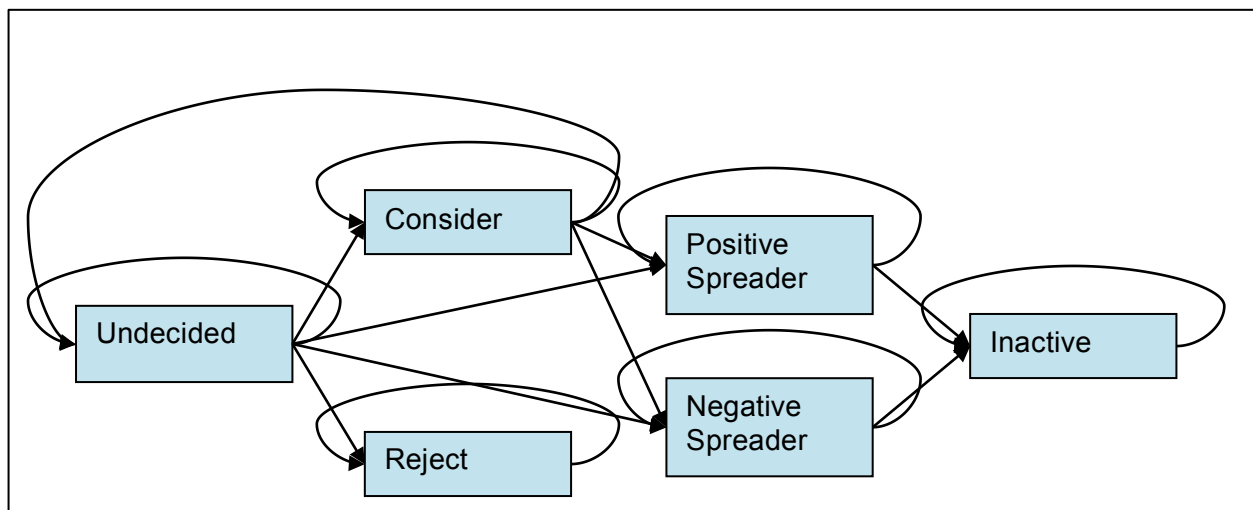 Undecided
Consider
Reject
Positive
Spreader
Negative
Spreader
Inactive